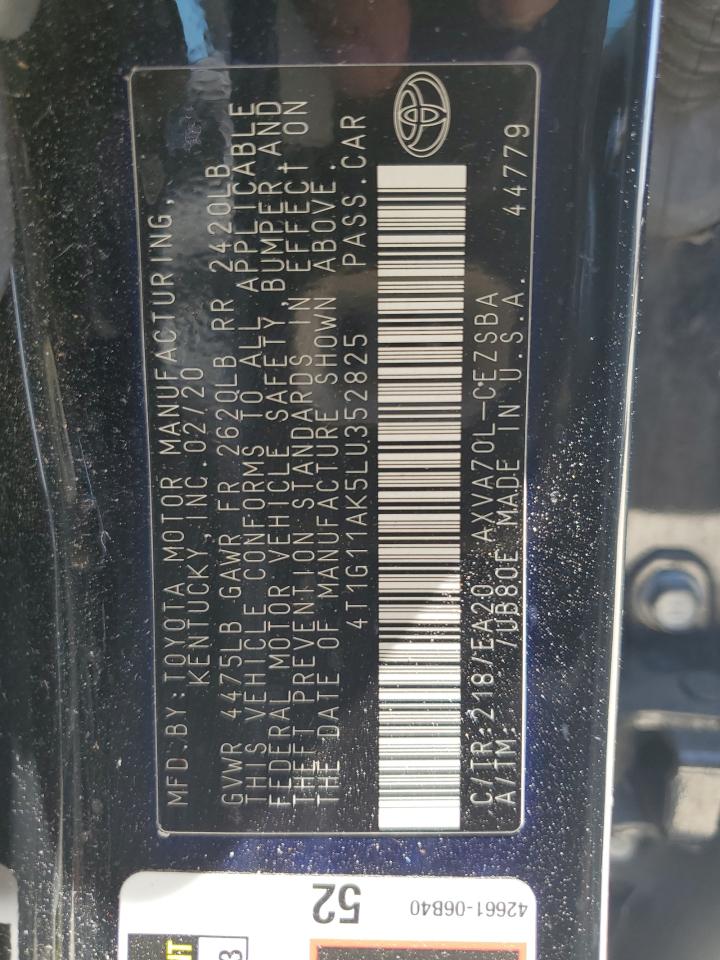 MFD.BY:TOYOTA MOTOR MANUFACTURING,
KENTUCKY,INC.02/20
GVWR 4475LB GAWR FR 2620LB RR 2420LB
THIS VEHICLE CONFORMS TO ALL APPLICABLE
FEDERAL MOTOR VEHICLE SAFETY, BUMPER, AND
THEFT PREVENTION STANDARDS IN EFFECT ON
THE DATE OF MANUFACTURE SHOWN ABOVE.
4T1G11AK5LU352825 PASS.CAR
C/TR:218/EA20 AXVA70L-CEZSBA
A/TM: /UB80E MADE IN U.S.A. 44779
52
42661-06B40
3